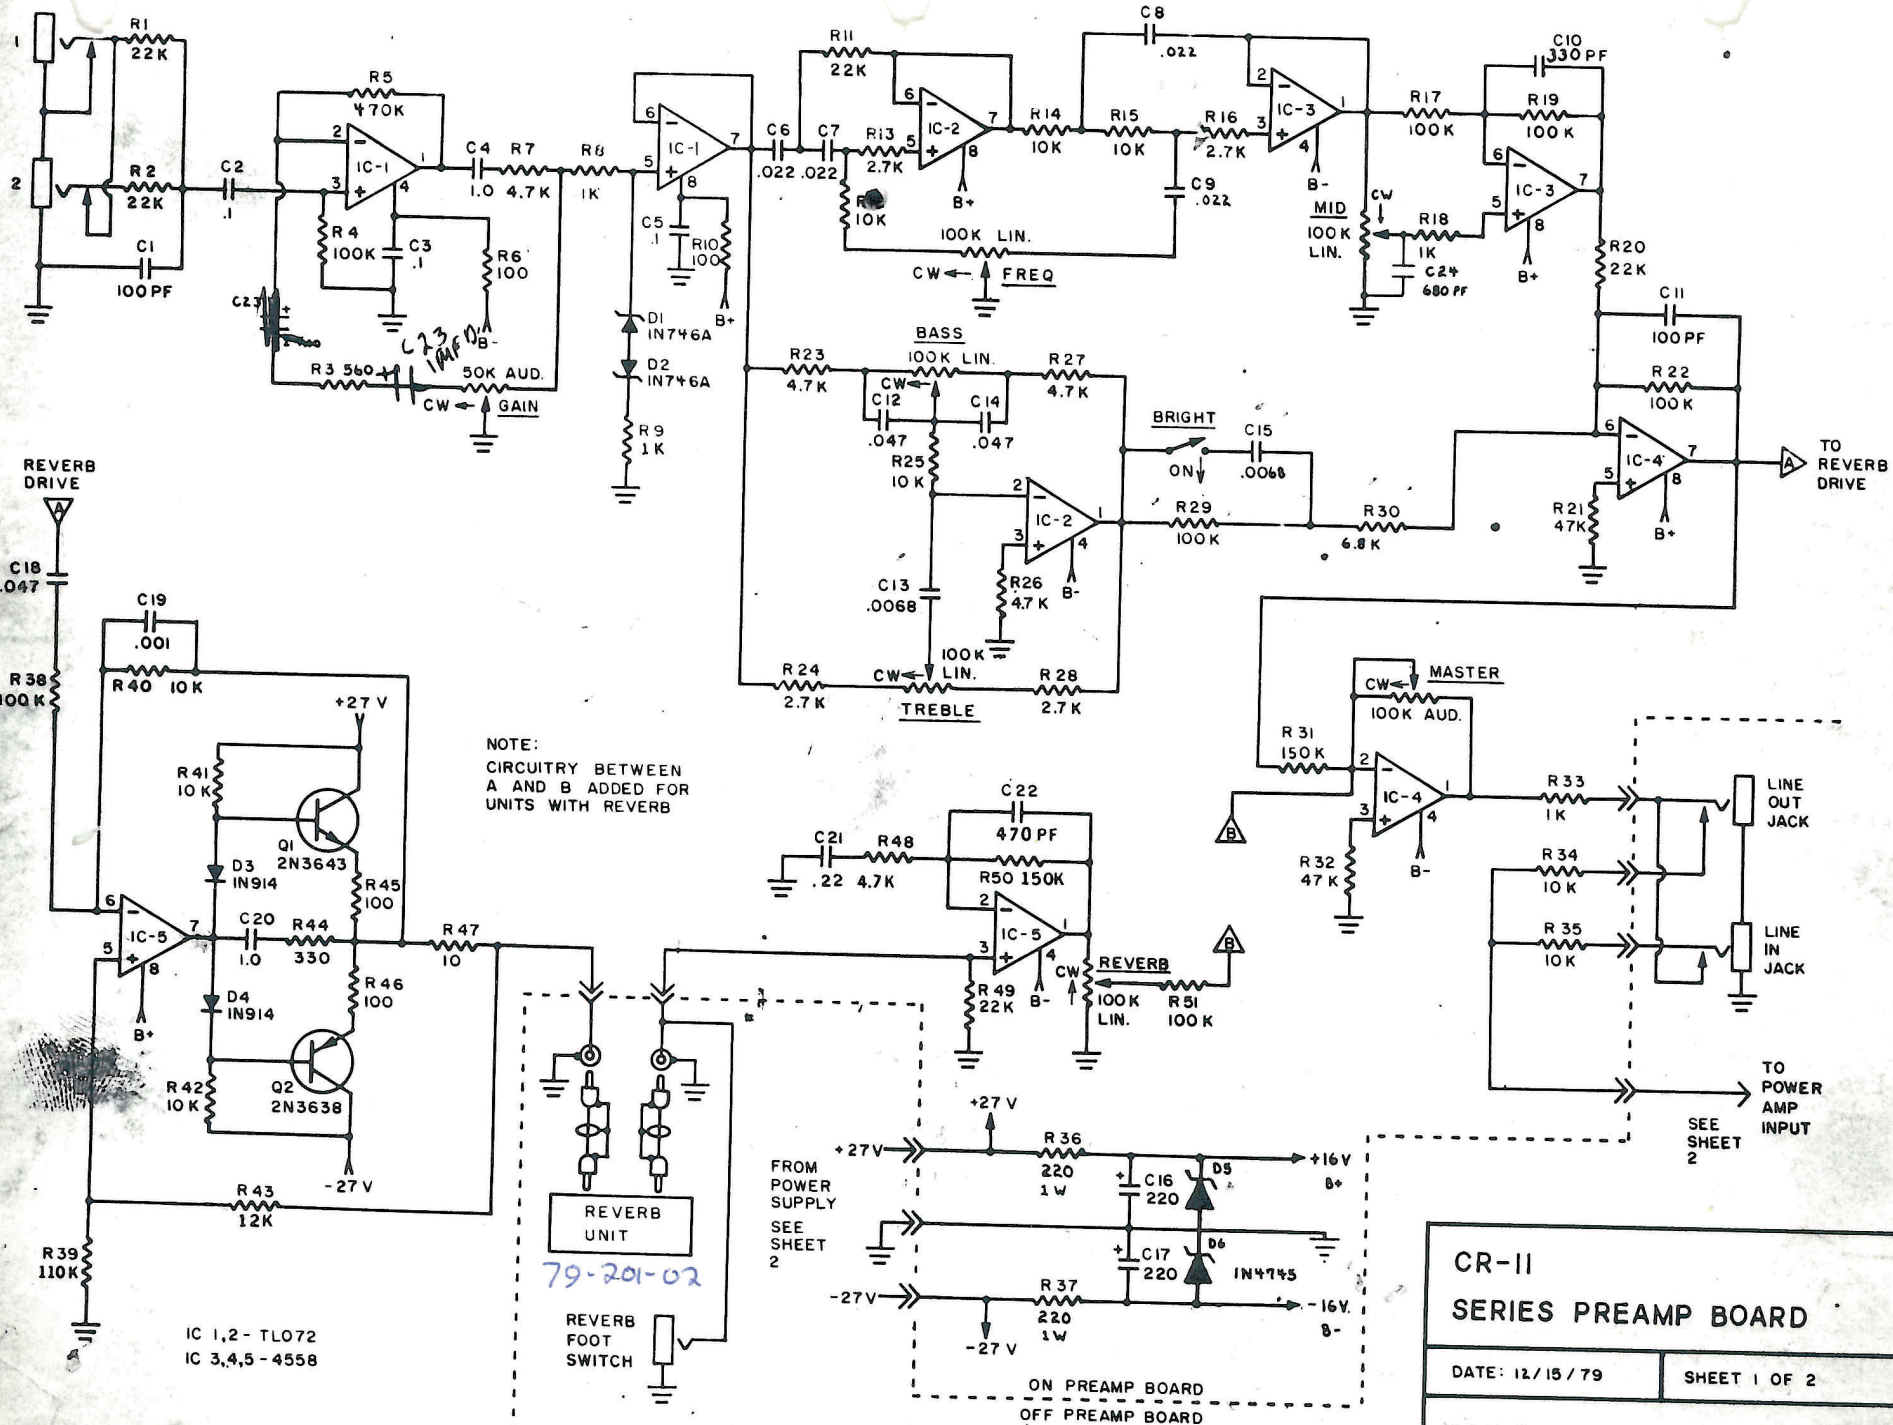 1
R1
22K
2
R2
22K
C1
100PF
C2
.1
R5
470K
2
3
IC-1
1
4
R4
100K
C3
.1
R6
100
B-
C4
1.0
R7
4.7K
R8
1K
C23
C23
1MFD
R3 560
+
50K AUD.
CW
GAIN
6
5
IC-1
7
8
C5
.1
R10
100
B+
D1
IN746A
D2
IN746A
R9
1K
C6
.022
C7
.022
R11
22K
R13
2.7K
10K
6
5
IC-2
7
8
B+
R14
10K
R15
10K
C8
.022
R16
2.7K
C9
.022
100K LIN.
CW
FREQ
2
3
IC-3
1
4
B-
R17
100K
C10
330PF
R19
100K
6
5
IC-3
7
8
B+
CW
MID
100K
LIN.
R18
1K
C24
680 PF
R20
22K
C11
100PF
R22
100K
6
5
IC-4
7
8
B+
R21
47K
A
TO
REVERB
DRIVE
R23
4.7K
BASS
100K LIN.
CW
R27
4.7K
C12
.047
C14
.047
R25
10K
2
3
IC-2
1
4
B-
R26
4.7K
C13
.0068
BRIGHT
ON
C15
.0068
R29
100K
R30
6.8K
R24
2.7K
100K
LIN.
CW
TREBLE
R28
2.7K
REVERB
DRIVE
A
C18
.047
R38
100K
C19
.001
R40 10K
+27 V
R41
10K
Q1
2N3643
D3
IN914
R45
100
6
5
IC-5
7
8
B+
C20
1.0
R44
330
R47
10
R46
100
D4
IN914
R42
10K
Q2
2N3638
-27 V
R43
12K
R39
110K
IC 1,2 - TL072
IC 3,4,5 - 4558
NOTE:
CIRCUITRY BETWEEN
A AND B ADDED FOR
UNITS WITH REVERB
C21
.22
R48
4.7K
C22
470 PF
R50 150K
2
3
IC-5
1
4
B-
R49
22K
CW
REVERB
100K
LIN.
R51
100K
B
B
R31
150K
CW
MASTER
100K AUD.
2
3
IC-4
1
4
B-
R32
47K
R33
1K
R34
10K
R35
10K
LINE
OUT
JACK
LINE
IN
JACK
TO
POWER
AMP
INPUT
SEE
SHEET
2
REVERB
UNIT
79-201-02
REVERB
FOOT
SWITCH
FROM
POWER
SUPPLY
SEE
SHEET
2
+27V
+27 V
R36
220
1W
+
C16
220
D5
+16V
B+
+
C17
220
D6
IN4745
-27V
-27 V
R37
220
1W
-16V.
B-
ON PREAMP BOARD
OFF PREAMP BOARD
CR-II
SERIES PREAMP BOARD
DATE: 12/15/79
SHEET 1 OF 2